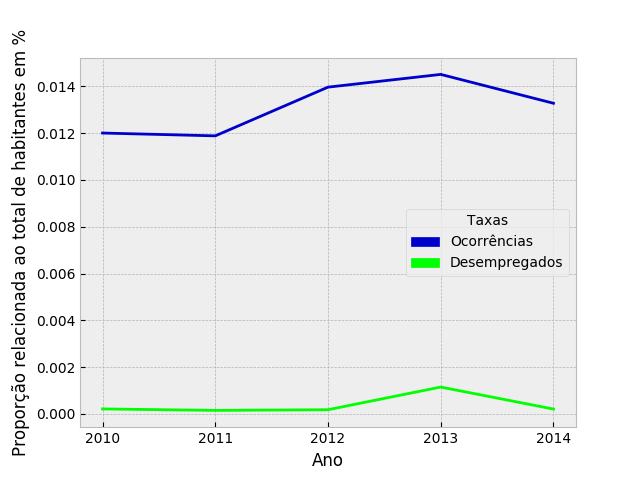 Proporção relacionada ao total de habitantes em %
0.014
0.012
0.010
0.008
0.006
0.004
0.002
0.000
Taxas
Ocorrências
Desempregados
2010 2011 2012 2013 2014
Ano